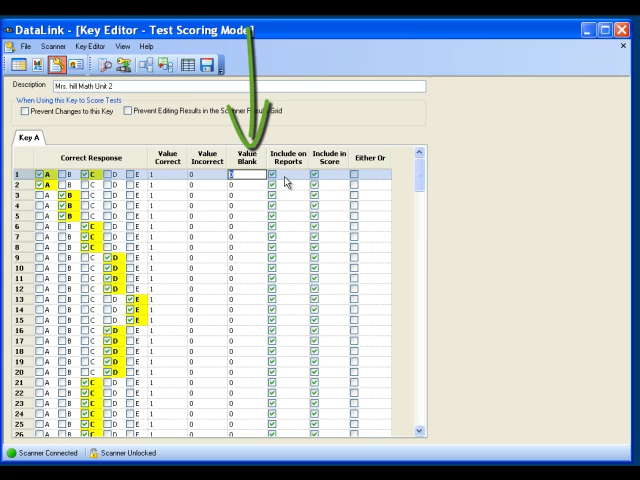 DataLink - [Key Editor - Test Scoring Mode]
File Scanner Key Editor View Help
Description Mrs. hill Math Unit 2
When Using this Key to Score Tests
Prevent Changes to this Key Prevent Editing Results in the Scanner Results Grid
Key A
Correct Response Value Correct Value Incorrect Value Blank Include on Reports Include in Score Either Or
1 A B C D E 1 0 0
2 A B C D E 1 0 0
3 A B C D E 1 0 0
4 A B C D E 1 0 0
5 A B C D E 1 0 0
6 A B C D E 1 0 0
7 A B C D E 1 0 0
8 A B C D E 1 0 0
9 A B C D E 1 0 0
10 A B C D E 1 0 0
11 A B C D E 1 0 0
12 A B C D E 1 0 0
13 A B C D E 1 0 0
14 A B C D E 1 0 0
15 A B C D E 1 0 0
16 A B C D E 1 0 0
17 A B C D E 1 0 0
18 A B C D E 1 0 0
19 A B C D E 1 0 0
20 A B C D E 1 0 0
21 A B C D E 1 0 0
22 A B C D E 1 0 0
23 A B C D E 1 0 0
24 A B C D E 1 0 0
25 A B C D E 1 0 0
26 A B C D E 1 0 0
Scanner Connected Scanner Unlocked